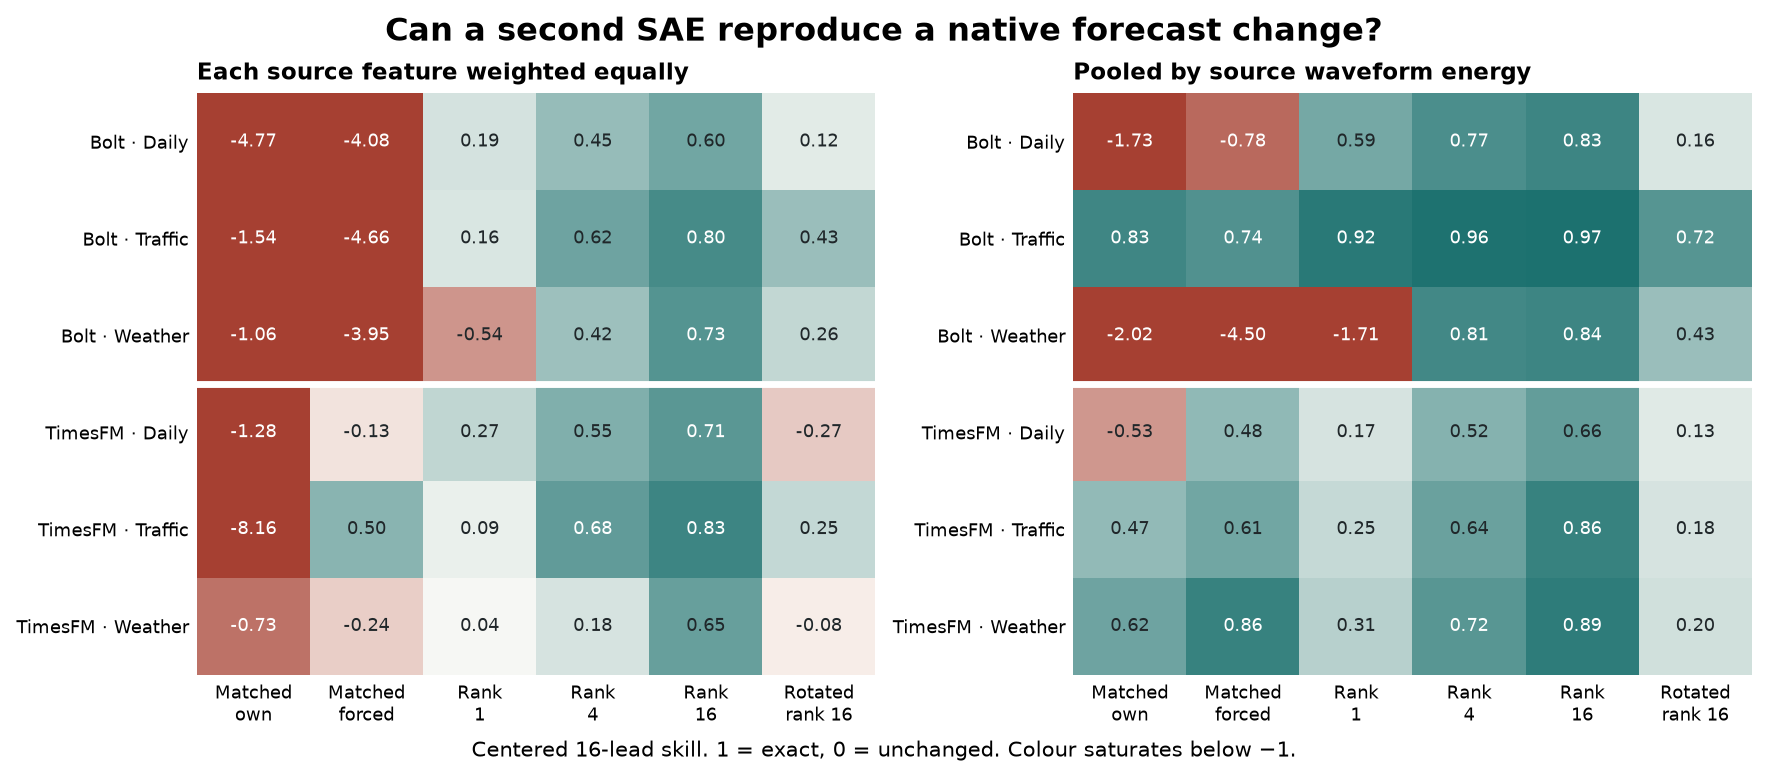 Can a second SAE reproduce a native forecast change?
Each source feature weighted equally
Bolt · Daily -4.77 -4.08 0.19 0.45 0.60 0.12
Bolt · Traffic -1.54 -4.66 0.16 0.62 0.80 0.43
Bolt · Weather -1.06 -3.95 -0.54 0.42 0.73 0.26
TimesFM · Daily -1.28 -0.13 0.27 0.55 0.71 -0.27
TimesFM · Traffic -8.16 0.50 0.09 0.68 0.83 0.25
TimesFM · Weather -0.73 -0.24 0.04 0.18 0.65 -0.08
Matched Matched Rank Rank Rank Rotated
own forced 1 4 16 rank 16
Pooled by source waveform energy
Bolt · Daily -1.73 -0.78 0.59 0.77 0.83 0.16
Bolt · Traffic 0.83 0.74 0.92 0.96 0.97 0.72
Bolt · Weather -2.02 -4.50 -1.71 0.81 0.84 0.43
TimesFM · Daily -0.53 0.48 0.17 0.52 0.66 0.13
TimesFM · Traffic 0.47 0.61 0.25 0.64 0.86 0.18
TimesFM · Weather 0.62 0.86 0.31 0.72 0.89 0.20
Matched Matched Rank Rank Rank Rotated
own forced 1 4 16 rank 16
Centered 16-lead skill. 1 = exact, 0 = unchanged. Colour saturates below −1.